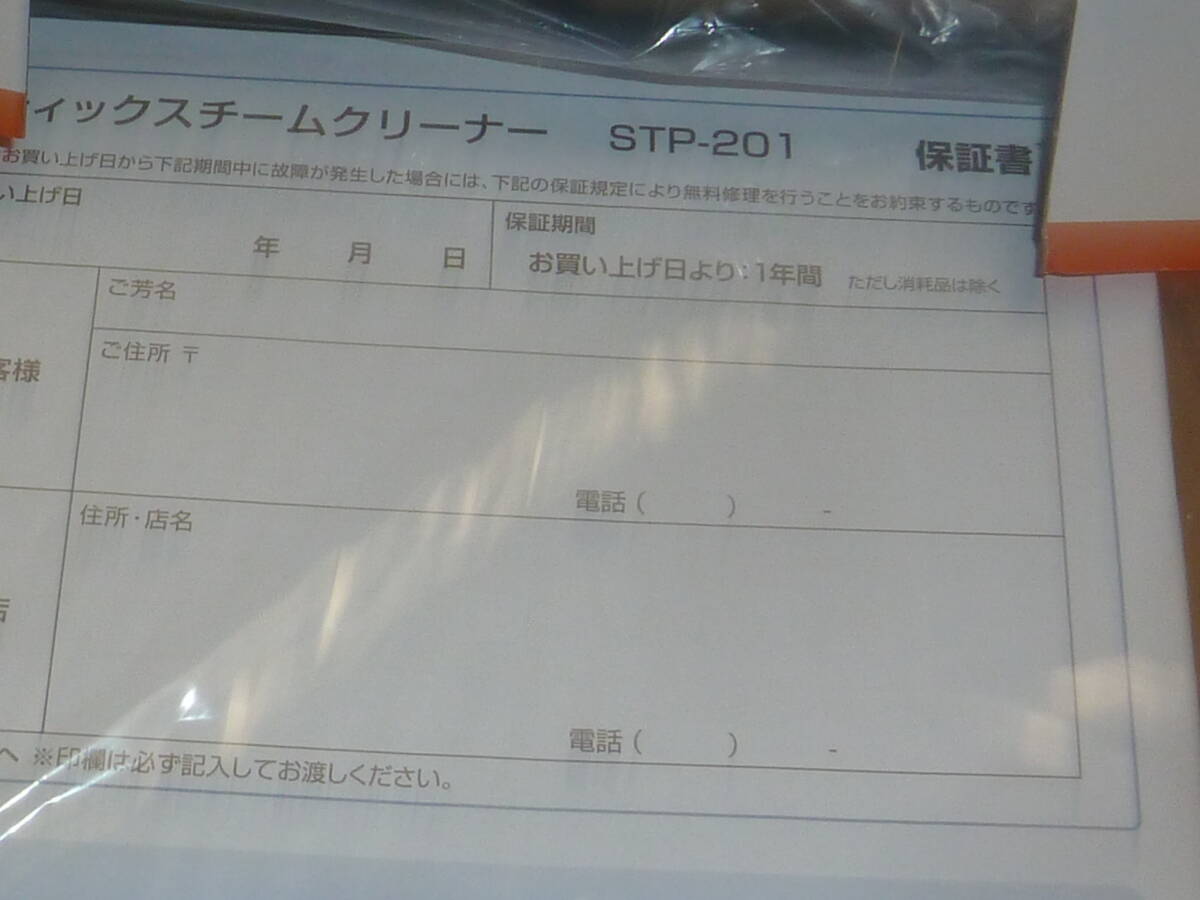 ィックスチームクリーナー STP-201 保証書
お買い上げ日から下記期間中に故障が発生した場合には、下記の保証規定により無料修理を行うことをお約束するものです
い上げ日
年 月 日
保証期間
お買い上げ日より:1年間 ただし消耗品は除く
ご芳名
客様
ご住所 〒
電話( ) -
住所・店名
店
電話( ) -
へ ※印欄は必ず記入してお渡しください。